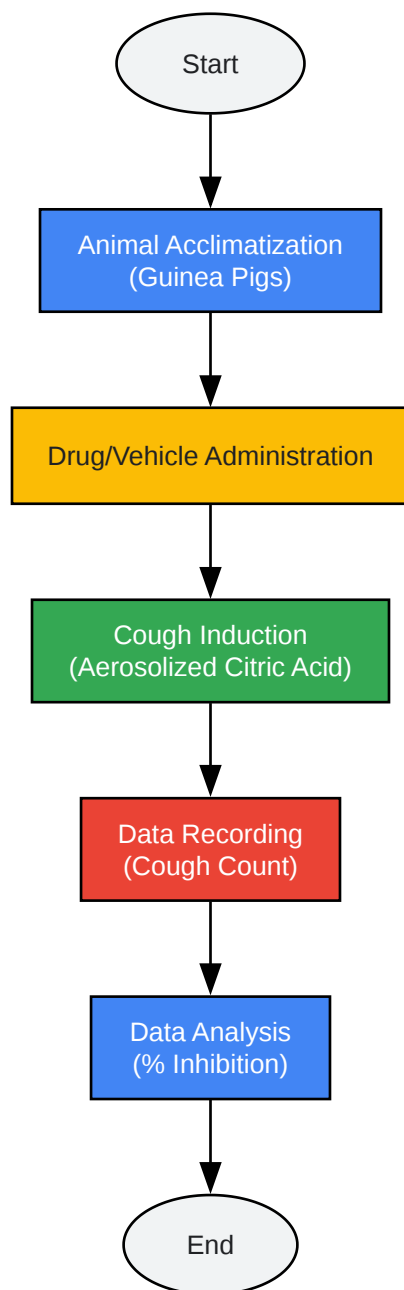 Start
Animal Acclimatization
(Guinea Pigs)
Drug/Vehicle Administration
Cough Induction
(Aerosolized Citric Acid)
Data Recording
(Cough Count)
Data Analysis
(% Inhibition)
End